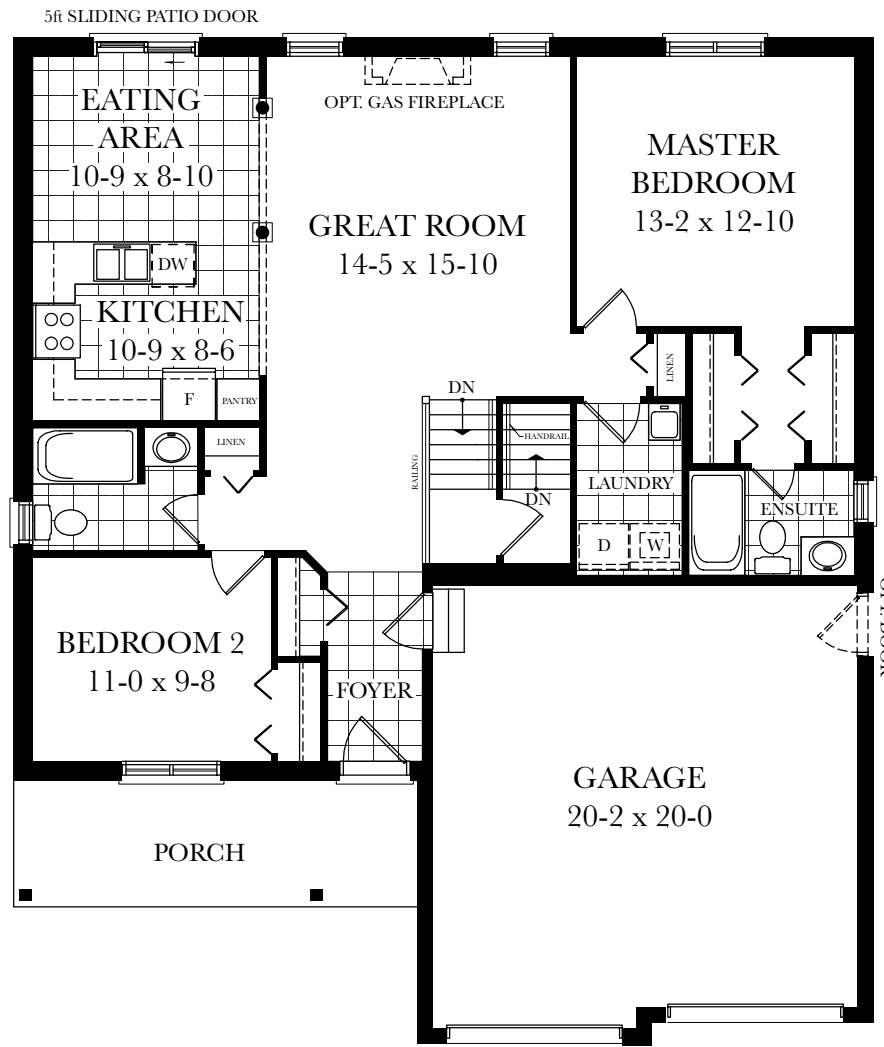 5ft SLIDING PATIO DOOR
EATING
AREA
10-9 x 8-10
OPT. GAS FIREPLACE
MASTER
BEDROOM
13-2 x 12-10
GREAT ROOM
14-5 x 15-10
DW
KITCHEN
10-9 x 8-6
F
PANTRY
LINEN
DN
LINEN
HANDRAIL
RAILING
DN
LAUNDRY
D
W
ENSUITE
BEDROOM 2
11-0 x 9-8
FOYER
GARAGE
20-2 x 20-0
PORCH